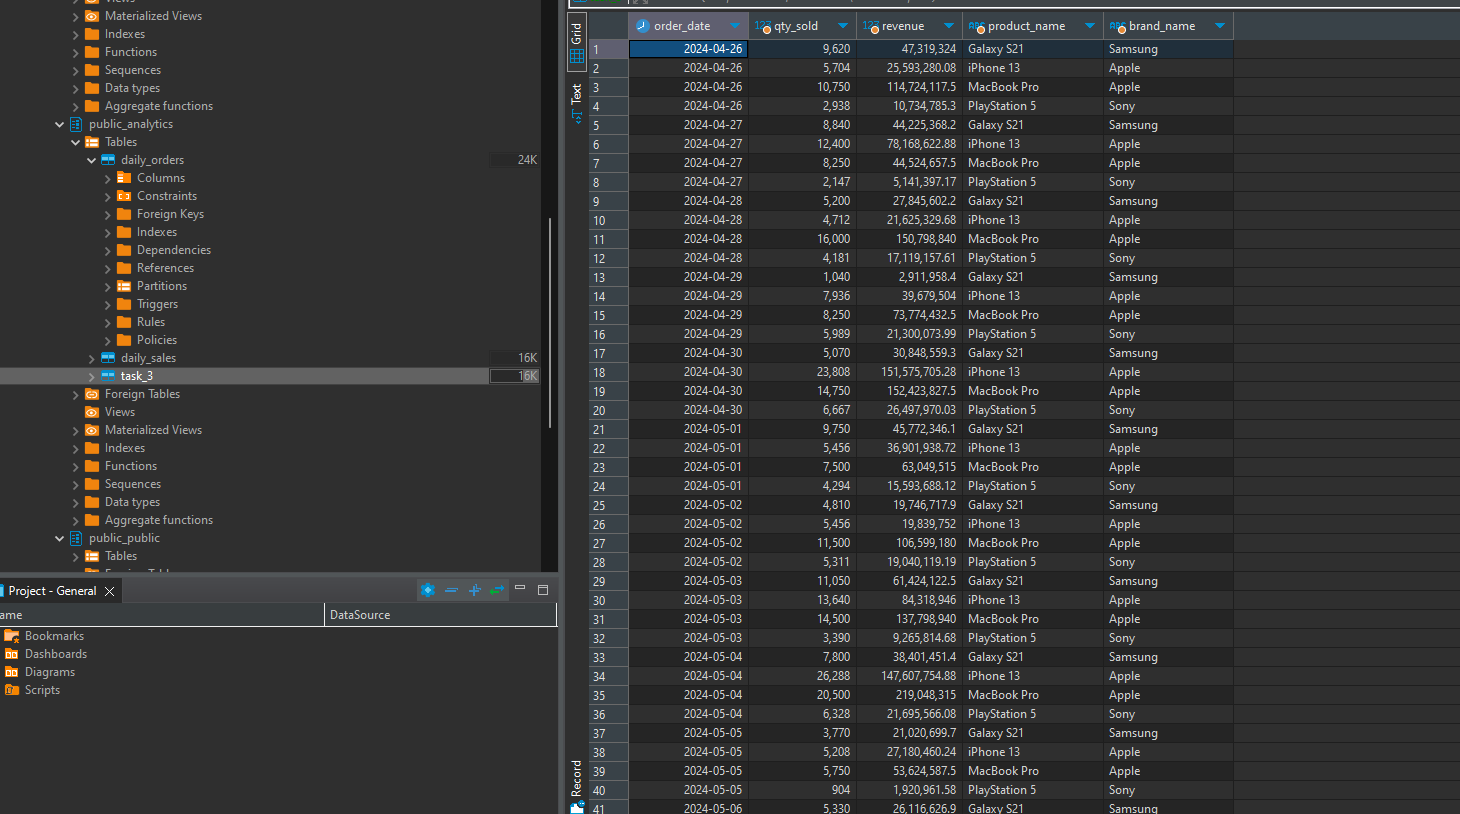 Materialized Views
Indexes
Functions
Sequences
Data types
Aggregate functions
public_analytics
Tables
daily_orders 24K
Columns
Constraints
Foreign Keys
Indexes
Dependencies
References
Partitions
Triggers
Rules
Policies
daily_sales 16K
task_3 16K
Foreign Tables
Views
Materialized Views
Indexes
Functions
Sequences
Data types
Aggregate functions
public_public
Tables
Project - General
ame DataSource
Bookmarks
Dashboards
Diagrams
Scripts
Grid
Text
Record
order_date 123 qty_sold 123 revenue ABC product_name ABC brand_name
1 2024-04-26 9,620 47,319,324 Galaxy S21 Samsung
2 2024-04-26 5,704 25,593,280.08 iPhone 13 Apple
3 2024-04-26 10,750 114,724,117.5 MacBook Pro Apple
4 2024-04-26 2,938 10,734,785.3 PlayStation 5 Sony
5 2024-04-27 8,840 44,225,368.2 Galaxy S21 Samsung
6 2024-04-27 12,400 78,168,622.88 iPhone 13 Apple
7 2024-04-27 8,250 44,524,657.5 MacBook Pro Apple
8 2024-04-27 2,147 5,141,397.17 PlayStation 5 Sony
9 2024-04-28 5,200 27,845,602.2 Galaxy S21 Samsung
10 2024-04-28 4,712 21,625,329.68 iPhone 13 Apple
11 2024-04-28 16,000 150,798,840 MacBook Pro Apple
12 2024-04-28 4,181 17,119,157.61 PlayStation 5 Sony
13 2024-04-29 1,040 2,911,958.4 Galaxy S21 Samsung
14 2024-04-29 7,936 39,679,504 iPhone 13 Apple
15 2024-04-29 8,250 73,774,432.5 MacBook Pro Apple
16 2024-04-29 5,989 21,300,073.99 PlayStation 5 Sony
17 2024-04-30 5,070 30,848,559.3 Galaxy S21 Samsung
18 2024-04-30 23,808 151,575,705.28 iPhone 13 Apple
19 2024-04-30 14,750 152,423,827.5 MacBook Pro Apple
20 2024-04-30 6,667 26,497,970.03 PlayStation 5 Sony
21 2024-05-01 9,750 45,772,346.1 Galaxy S21 Samsung
22 2024-05-01 5,456 36,901,938.72 iPhone 13 Apple
23 2024-05-01 7,500 63,049,515 MacBook Pro Apple
24 2024-05-01 4,294 15,593,688.12 PlayStation 5 Sony
25 2024-05-02 4,810 19,746,717.9 Galaxy S21 Samsung
26 2024-05-02 5,456 19,839,752 iPhone 13 Apple
27 2024-05-02 11,500 106,599,180 MacBook Pro Apple
28 2024-05-02 5,311 19,040,119.19 PlayStation 5 Sony
29 2024-05-03 11,050 61,424,122.5 Galaxy S21 Samsung
30 2024-05-03 13,640 84,318,946 iPhone 13 Apple
31 2024-05-03 14,500 137,798,940 MacBook Pro Apple
32 2024-05-03 3,390 9,265,814.68 PlayStation 5 Sony
33 2024-05-04 7,800 38,401,451.4 Galaxy S21 Samsung
34 2024-05-04 26,288 147,607,754.88 iPhone 13 Apple
35 2024-05-04 20,500 219,048,315 MacBook Pro Apple
36 2024-05-04 6,328 21,695,566.08 PlayStation 5 Sony
37 2024-05-05 3,770 21,020,699.7 Galaxy S21 Samsung
38 2024-05-05 5,208 27,180,460.24 iPhone 13 Apple
39 2024-05-05 5,750 53,624,587.5 MacBook Pro Apple
40 2024-05-05 904 1,920,961.58 PlayStation 5 Sony
41 2024-05-06 5,330 26,116,626.9 Galaxy S21 Samsung